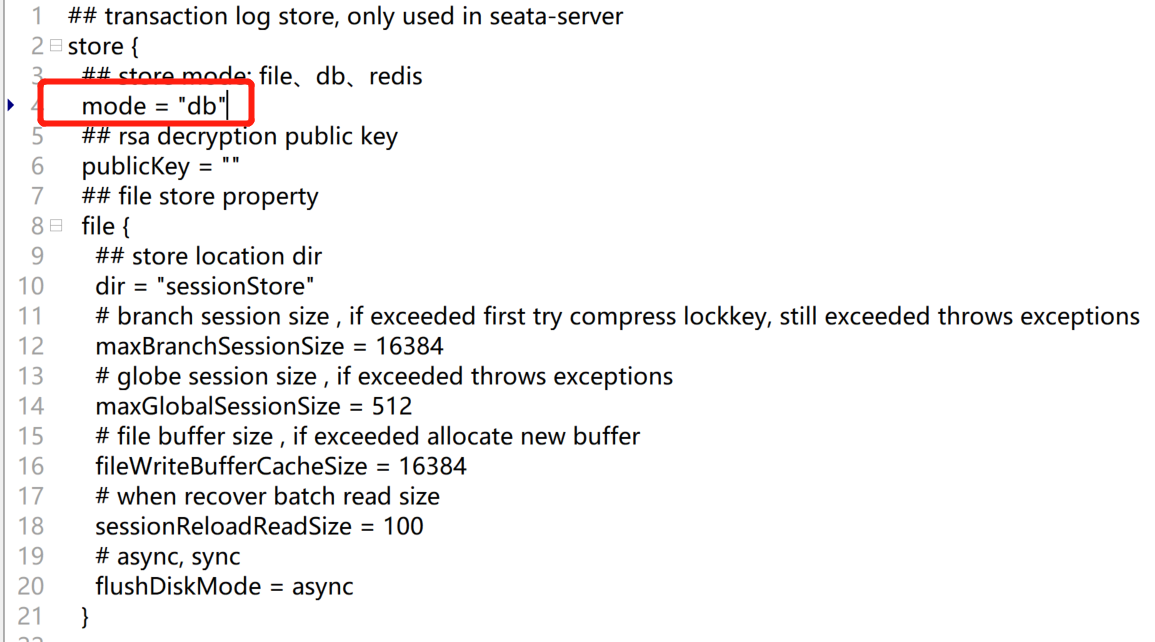 1 ## transaction log store, only used in seata-server
2 store {
3 ## store mode: file、db、redis
4 mode = "db"
5 ## rsa decryption public key
6 publicKey = ""
7 ## file store property
8 file {
9 ## store location dir
10 dir = "sessionStore"
11 # branch session size , if exceeded first try compress lockkey, still exceeded throws exceptions
12 maxBranchSessionSize = 16384
13 # globe session size , if exceeded throws exceptions
14 maxGlobalSessionSize = 512
15 # file buffer size , if exceeded allocate new buffer
16 fileWriteBufferCacheSize = 16384
17 # when recover batch read size
18 sessionReloadReadSize = 100
19 # async, sync
20 flushDiskMode = async
21 }